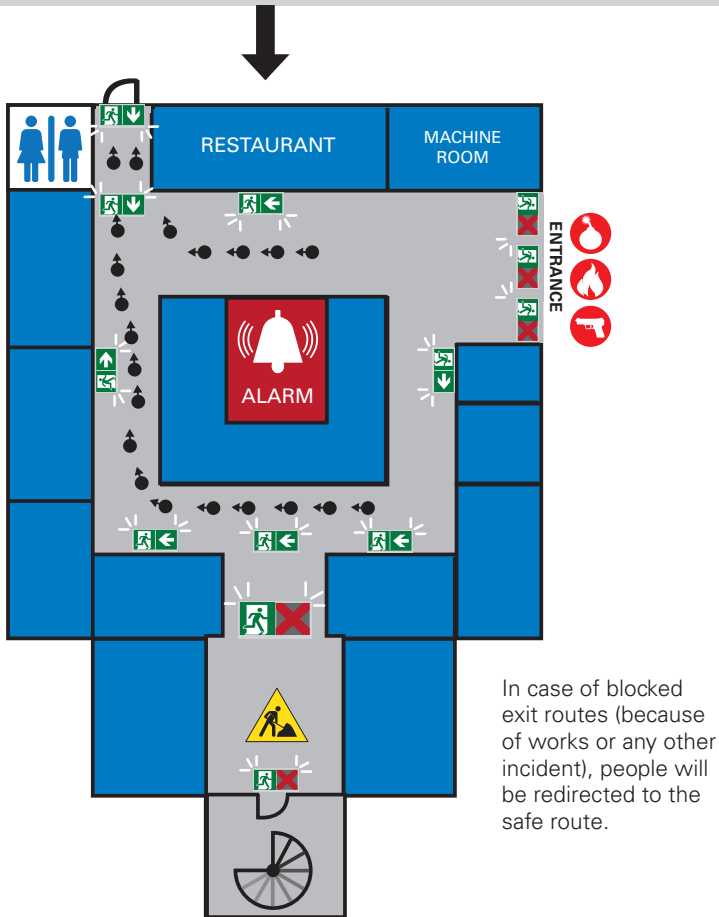 RESTAURANT
MACHINE
ROOM
ENTRANCE
ALARM
In case of blocked
exit routes (because
of works or any other
incident), people will
be redirected to the
safe route.